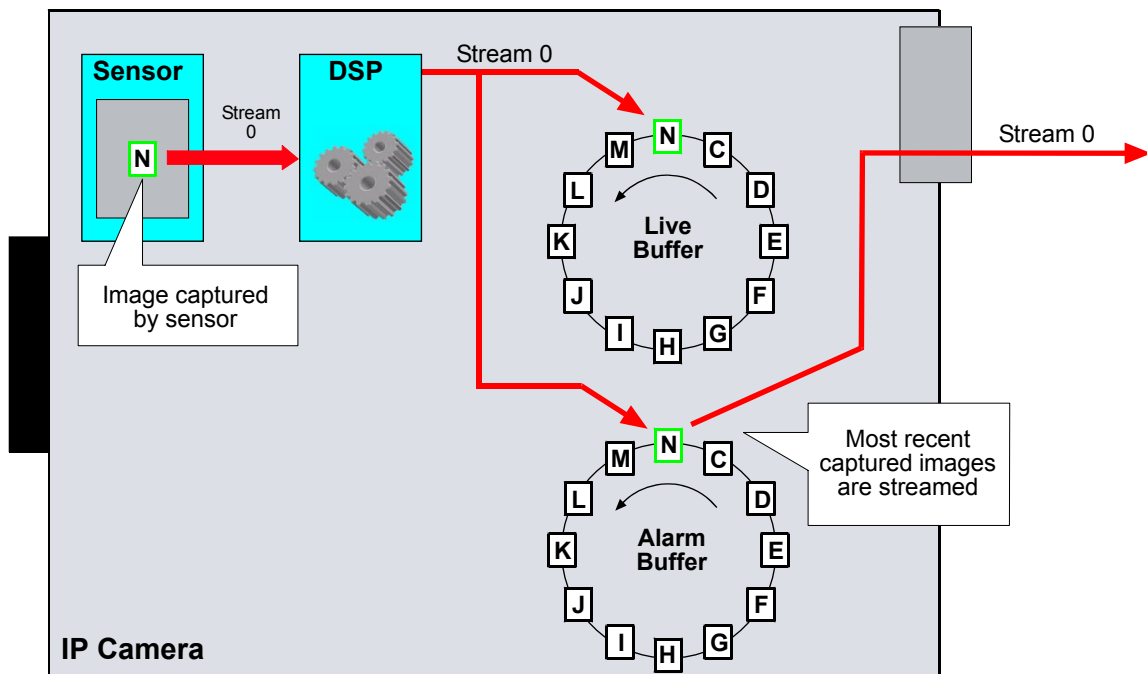 Sensor
DSP
Stream 0
Stream
0
N
Image captured
by sensor
N
C
D
E
F
G
H
I
J
K
L
M
Live
Buffer
Stream 0
N
C
D
E
F
G
H
I
J
K
L
M
Alarm
Buffer
Most recent
captured images
are streamed
IP Camera